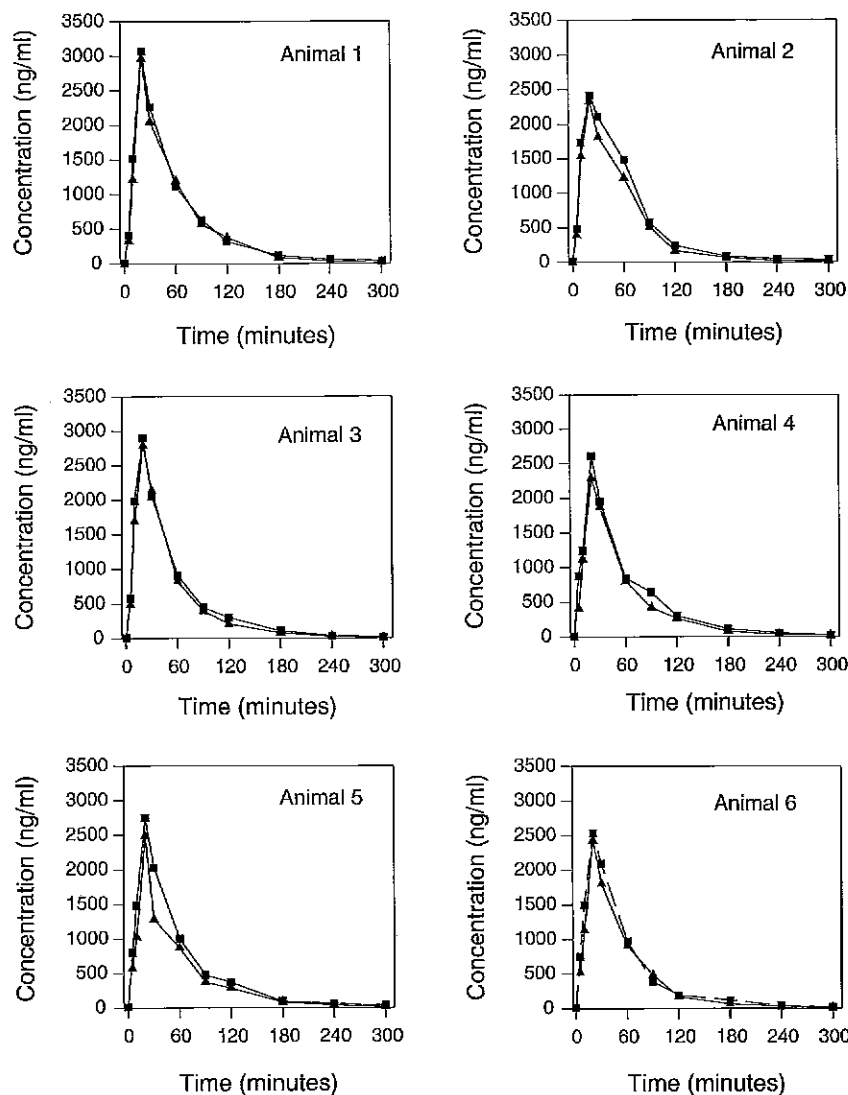 Animal 1
Concentration (ng/ml)
3500
3000
2500
2000
1500
1000
500
0
0 60 120 180 240 300
Time (minutes)
Animal 2
Concentration (ng/ml)
3500
3000
2500
2000
1500
1000
500
0
0 60 120 180 240 300
Time (minutes)
Animal 3
Concentration (ng/ml)
3500
3000
2500
2000
1500
1000
500
0
0 60 120 180 240 300
Time (minutes)
Animal 4
Concentration (ng/ml)
3500
3000
2500
2000
1500
1000
500
0
0 60 120 180 240 300
Time (minutes)
Animal 5
Concentration (ng/ml)
3500
3000
2500
2000
1500
1000
500
0
0 60 120 180 240 300
Time (minutes)
Animal 6
Concentration (ng/ml)
3500
3000
2500
2000
1500
1000
500
0
0 60 120 180 240 300
Time (minutes)